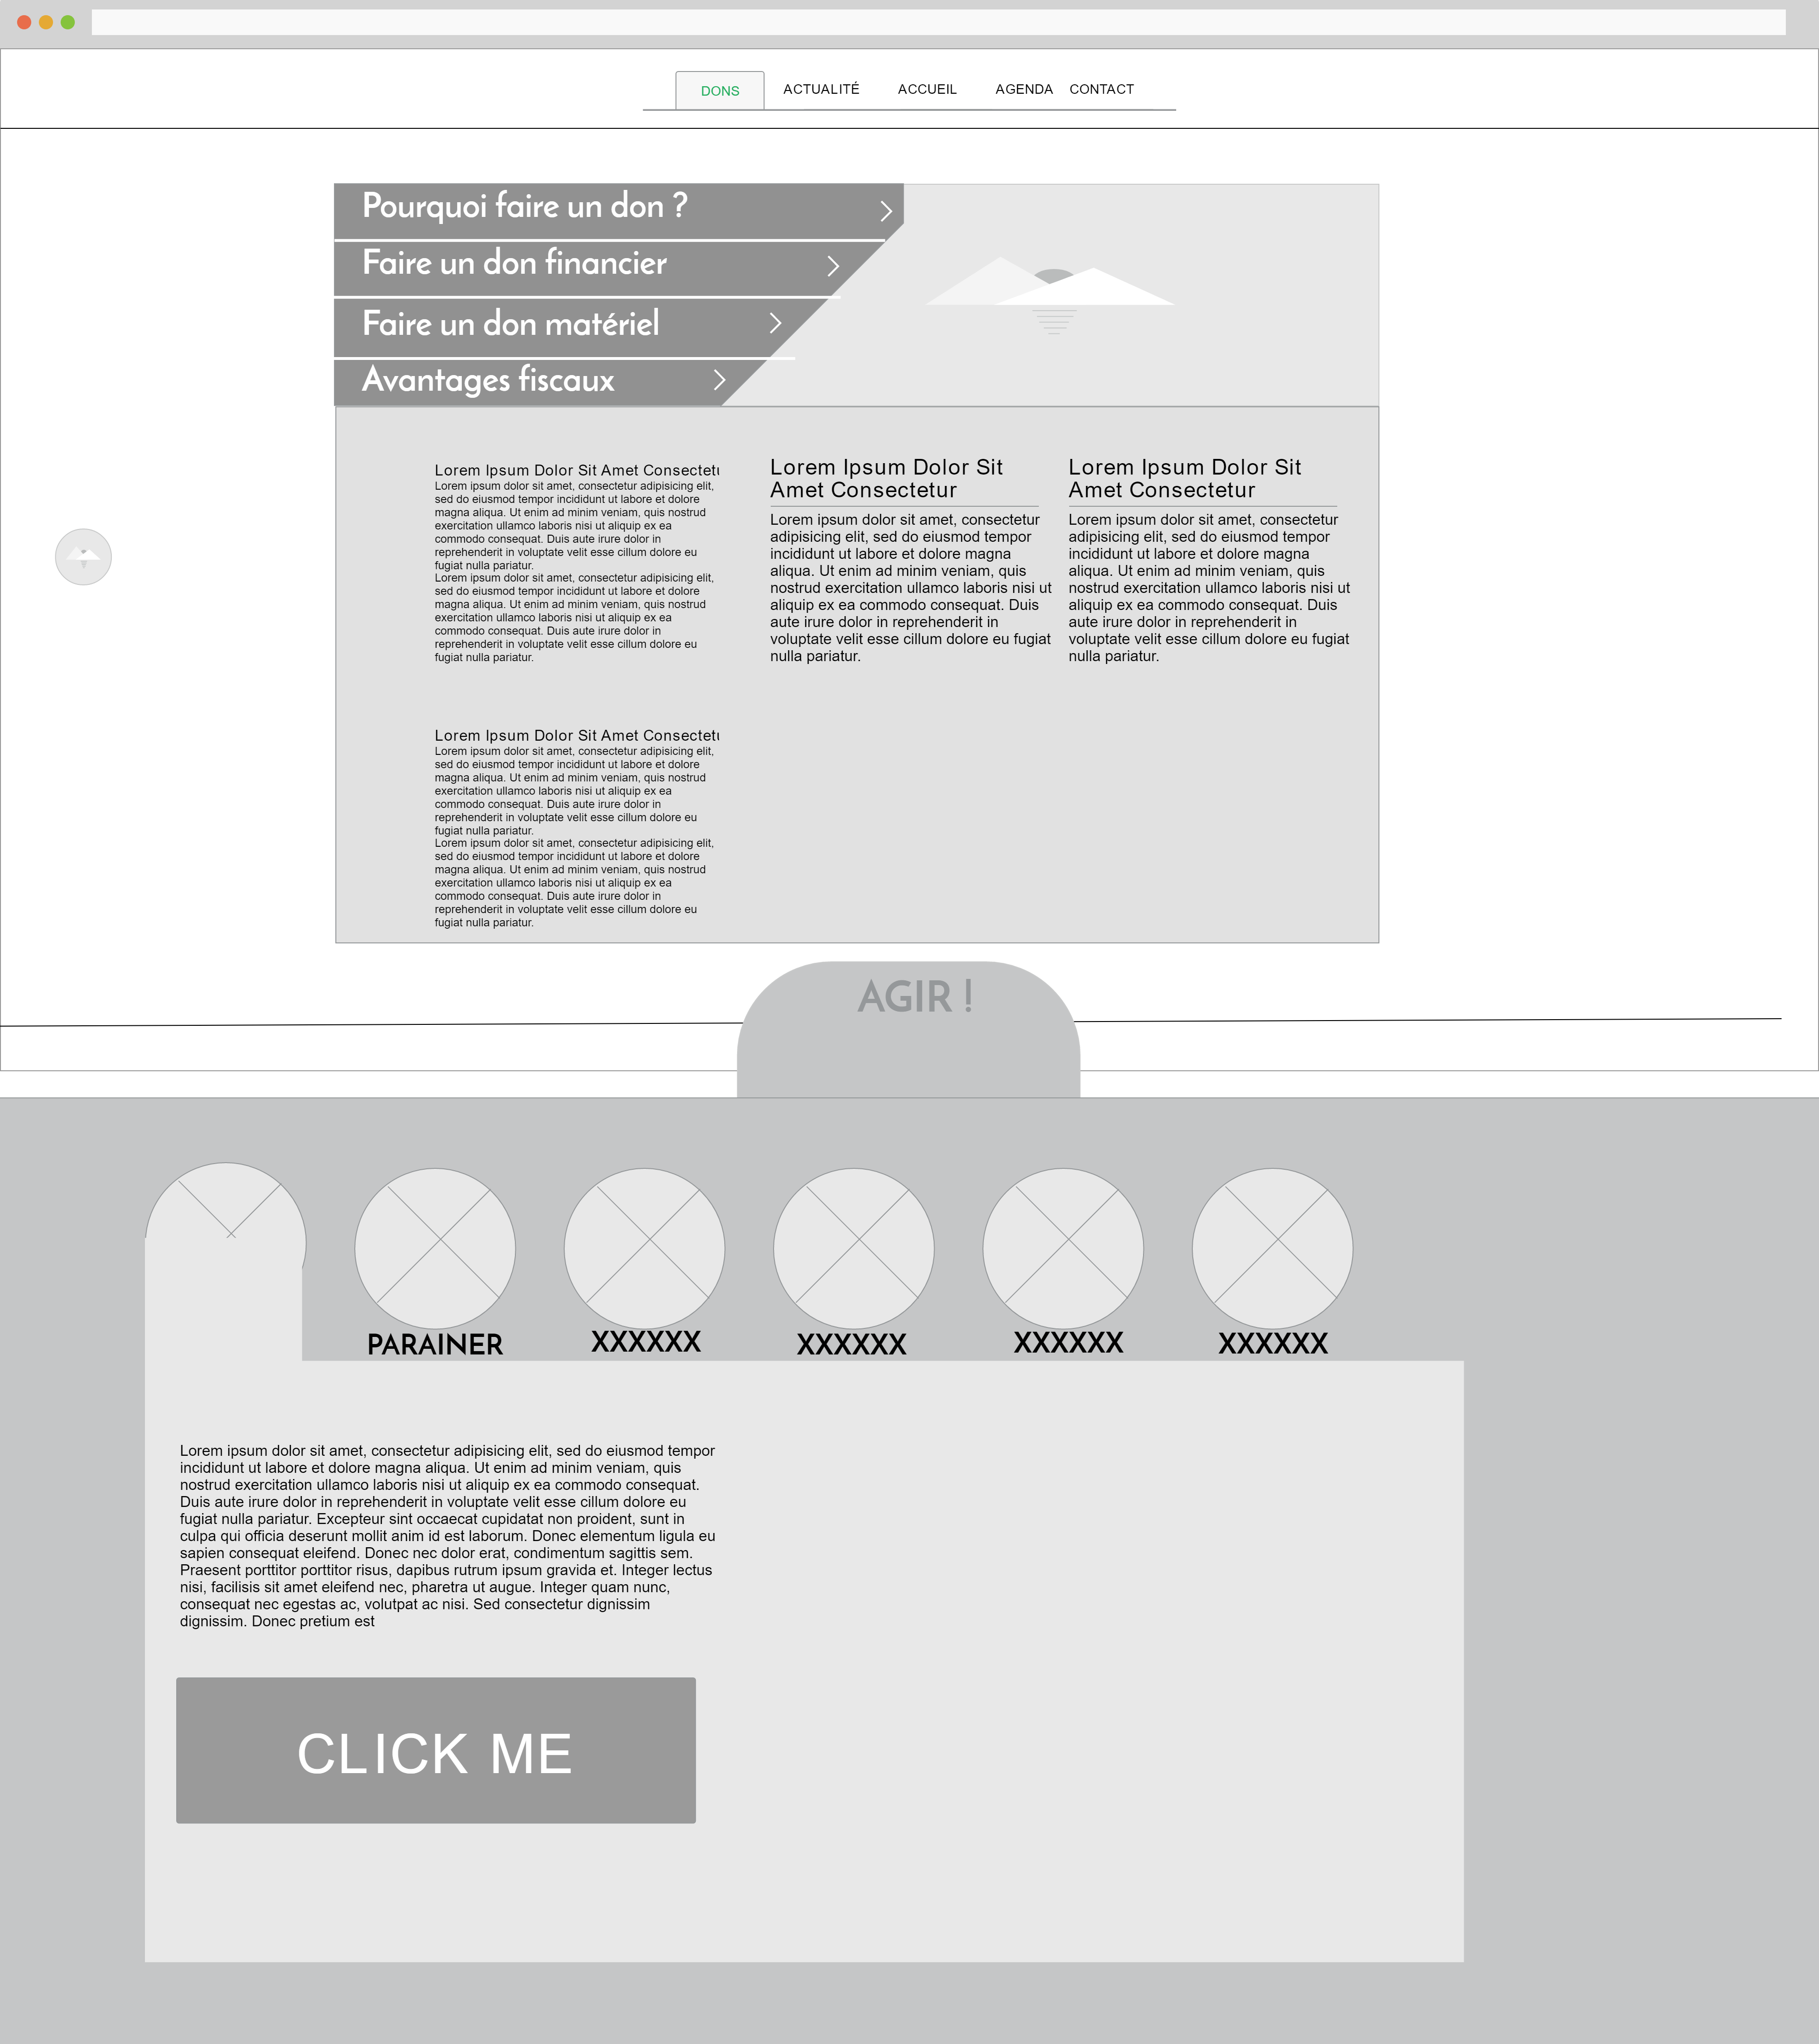 DONS
ACTUALITÉ
ACCUEIL
AGENDA
CONTACT
Pourquoi faire un don ?
Faire un don financier
Faire un don matériel
Avantages fiscaux
Lorem Ipsum Dolor Sit Amet Consectetu
Lorem ipsum dolor sit amet, consectetur adipisicing elit,
sed do eiusmod tempor incididunt ut labore et dolore
magna aliqua. Ut enim ad minim veniam, quis nostrud
exercitation ullamco laboris nisi ut aliquip ex ea
commodo consequat. Duis aute irure dolor in
reprehenderit in voluptate velit esse cillum dolore eu
fugiat nulla pariatur.
Lorem ipsum dolor sit amet, consectetur adipisicing elit,
sed do eiusmod tempor incididunt ut labore et dolore
magna aliqua. Ut enim ad minim veniam, quis nostrud
exercitation ullamco laboris nisi ut aliquip ex ea
commodo consequat. Duis aute irure dolor in
reprehenderit in voluptate velit esse cillum dolore eu
fugiat nulla pariatur.
Lorem Ipsum Dolor Sit
Amet Consectetur
Lorem ipsum dolor sit amet, consectetur
adipisicing elit, sed do eiusmod tempor
incididunt ut labore et dolore magna
aliqua. Ut enim ad minim veniam, quis
nostrud exercitation ullamco laboris nisi ut
aliquip ex ea commodo consequat. Duis
aute irure dolor in reprehenderit in
voluptate velit esse cillum dolore eu fugiat
nulla pariatur.
Lorem Ipsum Dolor Sit
Amet Consectetur
Lorem ipsum dolor sit amet, consectetur
adipisicing elit, sed do eiusmod tempor
incididunt ut labore et dolore magna
aliqua. Ut enim ad minim veniam, quis
nostrud exercitation ullamco laboris nisi ut
aliquip ex ea commodo consequat. Duis
aute irure dolor in reprehenderit in
voluptate velit esse cillum dolore eu fugiat
nulla pariatur.
Lorem Ipsum Dolor Sit Amet Consectetu
Lorem ipsum dolor sit amet, consectetur adipisicing elit,
sed do eiusmod tempor incididunt ut labore et dolore
magna aliqua. Ut enim ad minim veniam, quis nostrud
exercitation ullamco laboris nisi ut aliquip ex ea
commodo consequat. Duis aute irure dolor in
reprehenderit in voluptate velit esse cillum dolore eu
fugiat nulla pariatur.
Lorem ipsum dolor sit amet, consectetur adipisicing elit,
sed do eiusmod tempor incididunt ut labore et dolore
magna aliqua. Ut enim ad minim veniam, quis nostrud
exercitation ullamco laboris nisi ut aliquip ex ea
commodo consequat. Duis aute irure dolor in
reprehenderit in voluptate velit esse cillum dolore eu
fugiat nulla pariatur.
AGIR !
PARAINER
XXXXXX
XXXXXX
XXXXXX
XXXXXX
Lorem ipsum dolor sit amet, consectetur adipisicing elit, sed do eiusmod tempor
incididunt ut labore et dolore magna aliqua. Ut enim ad minim veniam, quis
nostrud exercitation ullamco laboris nisi ut aliquip ex ea commodo consequat.
Duis aute irure dolor in reprehenderit in voluptate velit esse cillum dolore eu
fugiat nulla pariatur. Excepteur sint occaecat cupidatat non proident, sunt in
culpa qui officia deserunt mollit anim id est laborum. Donec elementum ligula eu
sapien consequat eleifend. Donec nec dolor erat, condimentum sagittis sem.
Praesent porttitor porttitor risus, dapibus rutrum ipsum gravida et. Integer lectus
nisi, facilisis sit amet eleifend nec, pharetra ut augue. Integer quam nunc,
consequat nec egestas ac, volutpat ac nisi. Sed consectetur dignissim
dignissim. Donec pretium est
CLICK ME